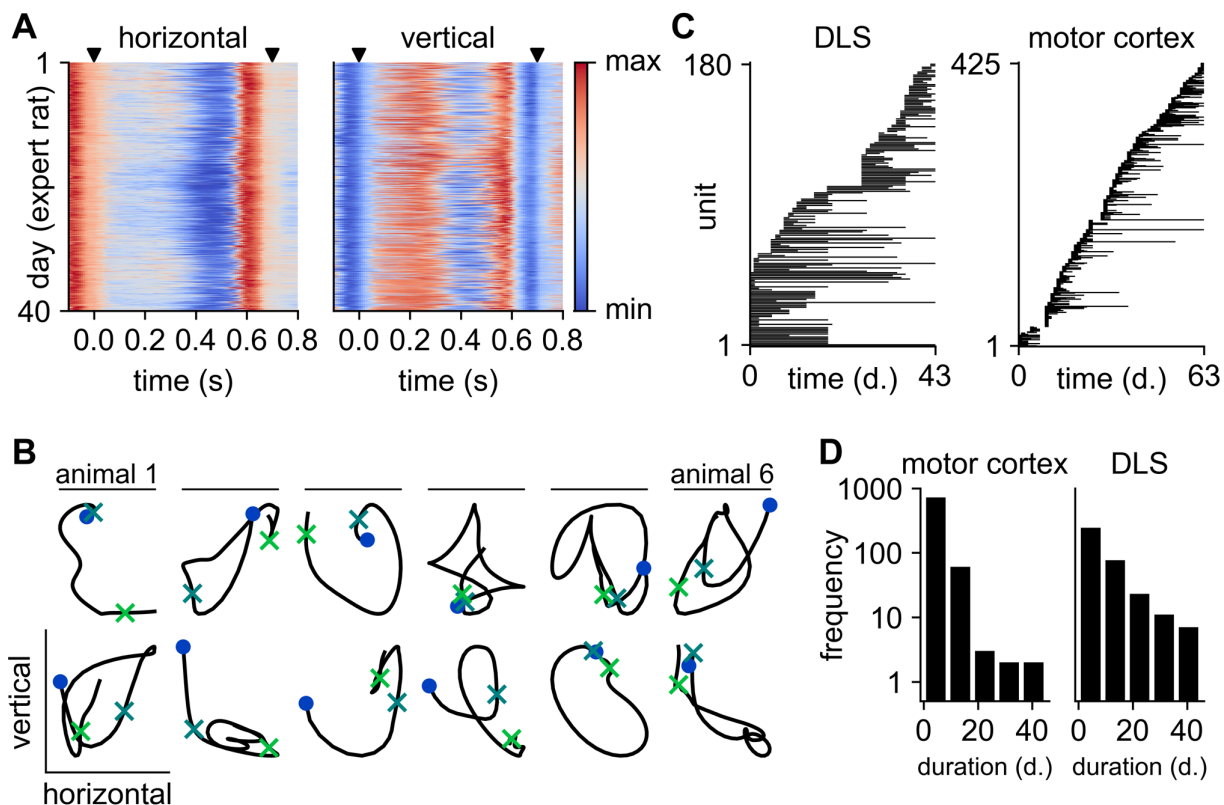 A
horizontal
vertical
1
day (expert rat)
40
0.0 0.2 0.4 0.6 0.8
time (s)
0.0 0.2 0.4 0.6 0.8
time (s)
max
min
C
DLS
motor cortex
180
unit
1
0
time (d.)
43
425
1
0
time (d.)
63
B
animal 1
animal 6
vertical
horizontal
D
motor cortex
DLS
frequency
1000
100
10
1
0 20 40
duration (d.)
0 20 40
duration (d.)